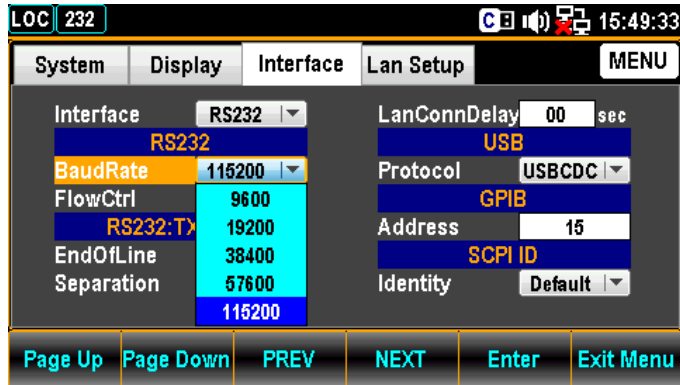 LOC 232 C 15:49:33
System Display Interface Lan Setup MENU
Interface RS232 LanConnDelay 00 sec
RS232 USB
BaudRate 115200 Protocol USBCDC
FlowCtrl 9600 GPIB
RS232:TX 19200 Address 15
EndOfLine 38400 SCPI ID
Separation 57600 Identity Default
115200
Page Up Page Down PREV NEXT Enter Exit Menu